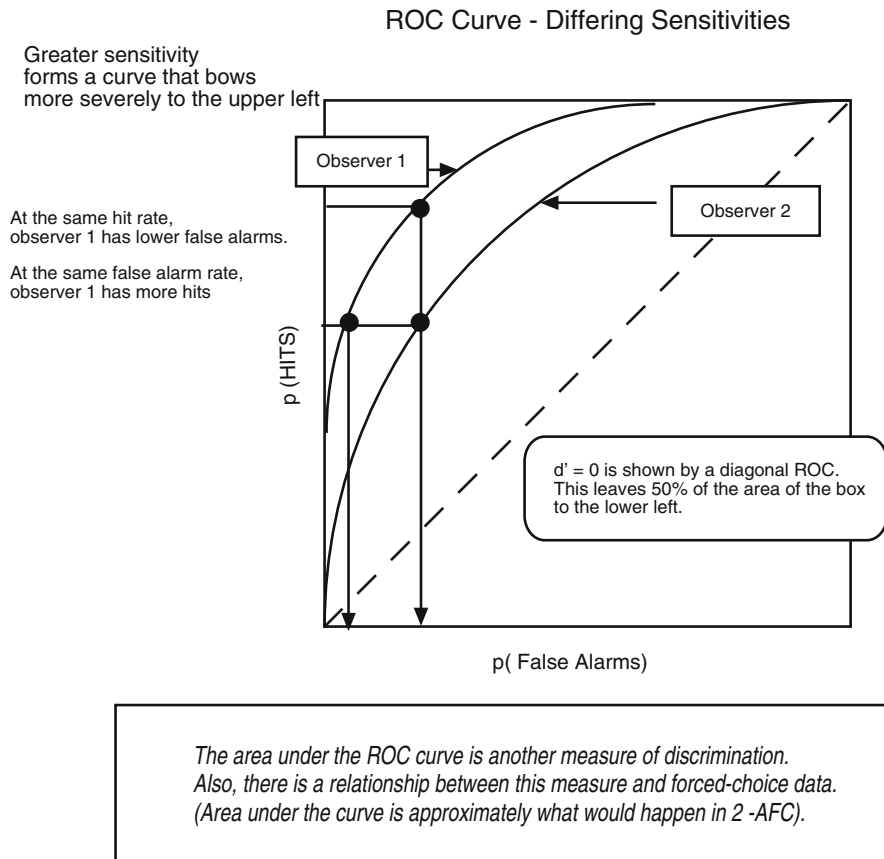 ROC Curve - Differing Sensitivities
Greater sensitivity
forms a curve that bows
more severely to the upper left
Observer 1
Observer 2
At the same hit rate,
observer 1 has lower false alarms.
At the same false alarm rate,
observer 1 has more hits
p (HITS)
d' = 0 is shown by a diagonal ROC.
This leaves 50% of the area of the box
to the lower left.
p( False Alarms)
The area under the ROC curve is another measure of discrimination.
Also, there is a relationship between this measure and forced-choice data.
(Area under the curve is approximately what would happen in 2 -AFC).